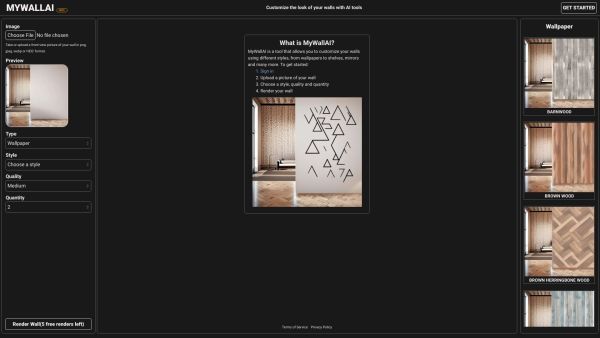 MYWALLAI
Customize the look of your walls with AI tools
GET STARTED
Image
Choose File No file chosen
Take or upload a front view picture of your wall in png,
jpeg, webp or HEIC format.
Preview
Type
Wallpaper
Style
Choose a style
Quality
Medium
Quantity
2
Render Wall(5 free renders left)
What is MyWallAI?
MyWallAI is a tool that allows you to customize your walls
using different styles, from wallpapers to shelves, mirrors
and many more. To get started:
1. Sign in
2. Upload a picture of your wall
3. Choose a style, quality and quantity
4. Render your wall
Terms of Service Privacy Policy
Wallpaper
BARNWOOD
BROWN WOOD
BROWN HERRINGBONE WOOD